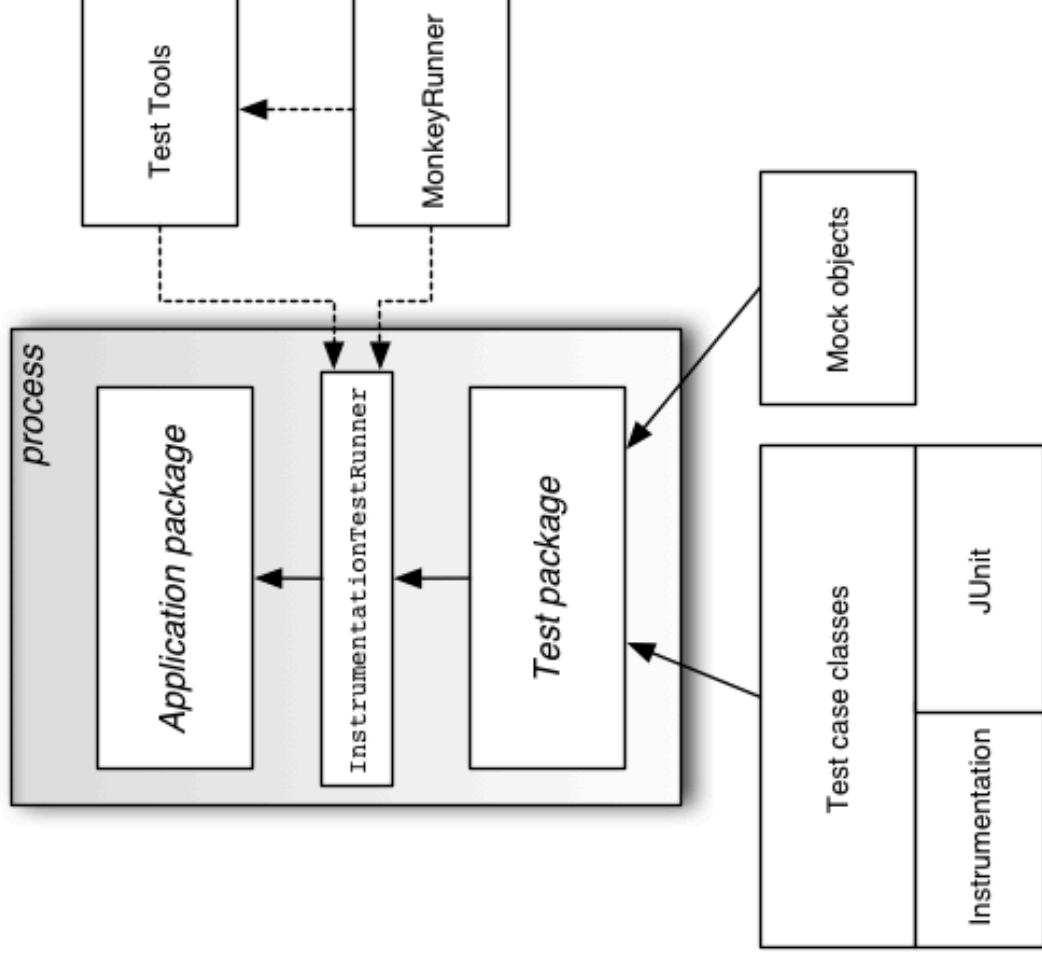 process
Application package
InstrumentationTestRunner
Test package
Test Tools
MonkeyRunner
Test case classes
Instrumentation
JUnit
Mock objects